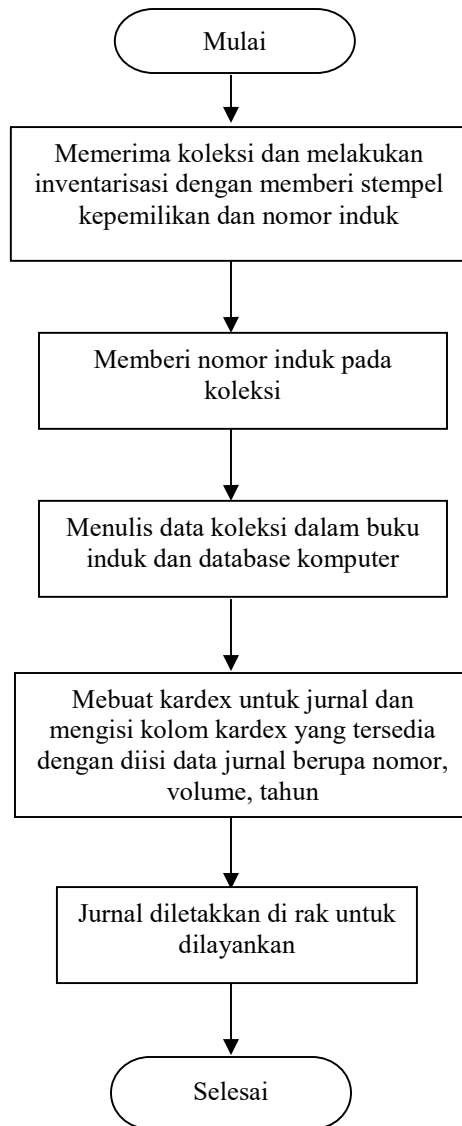 Mulai
Memerima koleksi dan melakukan
inventarisasi dengan memberi stempel
kepemilikan dan nomor induk
Memberi nomor induk pada
koleksi
Menulis data koleksi dalam buku
induk dan database komputer
Mebuat kardex untuk jurnal dan
mengisi kolom kardex yang tersedia
dengan diisi data jurnal berupa nomor,
volume, tahun
Jurnal diletakkan di rak untuk
dilayankan
Selesai